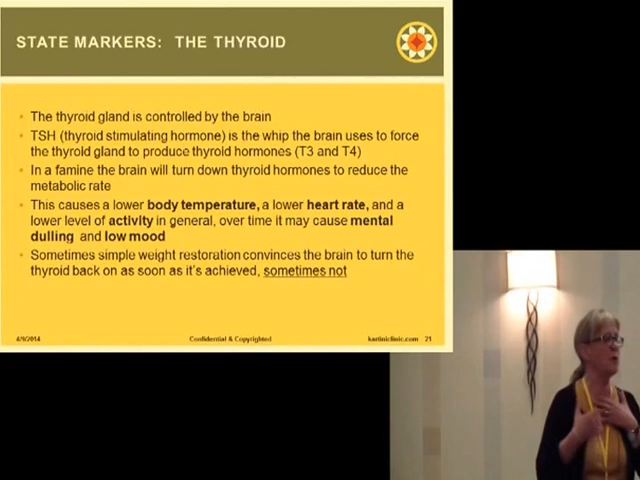 STATE MARKERS: THE THYROID
• The thyroid gland is controlled by the brain
• TSH (thyroid stimulating hormone) is the whip the brain uses to force
the thyroid gland to produce thyroid hormones (T3 and T4)
• In a famine the brain will turn down thyroid hormones to reduce the
metabolic rate
• This causes a lower body temperature, a lower heart rate, and a
lower level of activity in general, over time it may cause mental
dulling and low mood
• Sometimes simple weight restoration convinces the brain to turn the
thyroid back on as soon as it's achieved, sometimes not
4/9/2014 Confidential & Copyrighted kartiniclinic.com 21